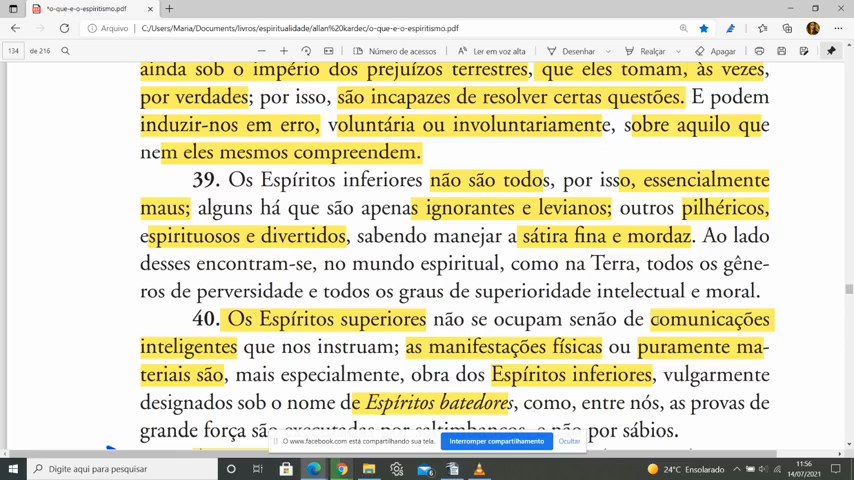 *o-que-e-o-espiritismo.pdf
Arquivo C:/Users/Maria/Documents/livros/espiritualidade/allan%20kardec/o-que-e-o-espiritismo.pdf
134 de 216 Número de acessos Ler em voz alta Desenhar Realçar Apagar
ainda sob o império dos prejuízos terrestres, que eles tomam, às vezes,
por verdades; por isso, são incapazes de resolver certas questões. E podem
induzir-nos em erro, voluntária ou involuntariamente, sobre aquilo que
nem eles mesmos compreendem.
39. Os Espíritos inferiores não são todos, por isso, essencialmente
maus; alguns há que são apenas ignorantes e levianos; outros pilhéricos,
espirituosos e divertidos, sabendo manejar a sátira fina e mordaz. Ao lado
desses encontram-se, no mundo espiritual, como na Terra, todos os gêne-
ros de perversidade e todos os graus de superioridade intelectual e moral.
40. Os Espíritos superiores não se ocupam senão de comunicações
inteligentes que nos instruam; as manifestações físicas ou puramente ma-
teriais são, mais especialmente, obra dos Espíritos inferiores, vulgarmente
designados sob o nome de Espíritos batedores, como, entre nós, as provas de
grande força são executadas por saltimbancos, e não por sábios.
O www.facebook.com está compartilhando sua tela. Interromper compartilhamento Ocultar
Digite aqui para pesquisar 24°C Ensolarado 11:56
14/07/2021